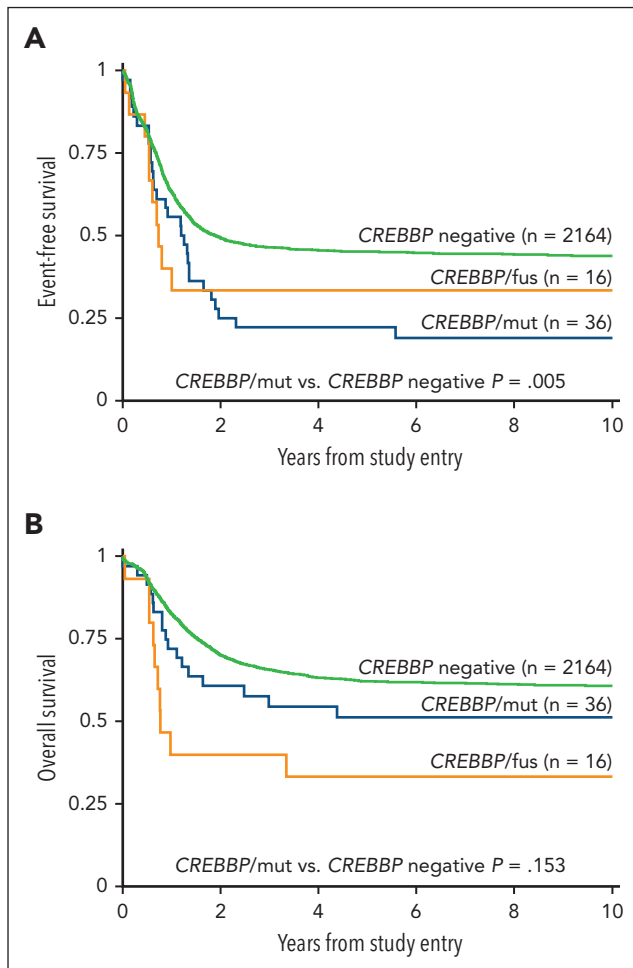 A
1
0.75
0.5
0.25
0
Event-free survival
CREBBP negative (n = 2164)
CREBBP/fus (n = 16)
CREBBP/mut (n = 36)
CREBBP/mut vs. CREBBP negative P = .005
0 2 4 6 8 10
Years from study entry
B
1
0.75
0.5
0.25
0
Overall survival
CREBBP negative (n = 2164)
CREBBP/mut (n = 36)
CREBBP/fus (n = 16)
CREBBP/mut vs. CREBBP negative P = .153
0 2 4 6 8 10
Years from study entry